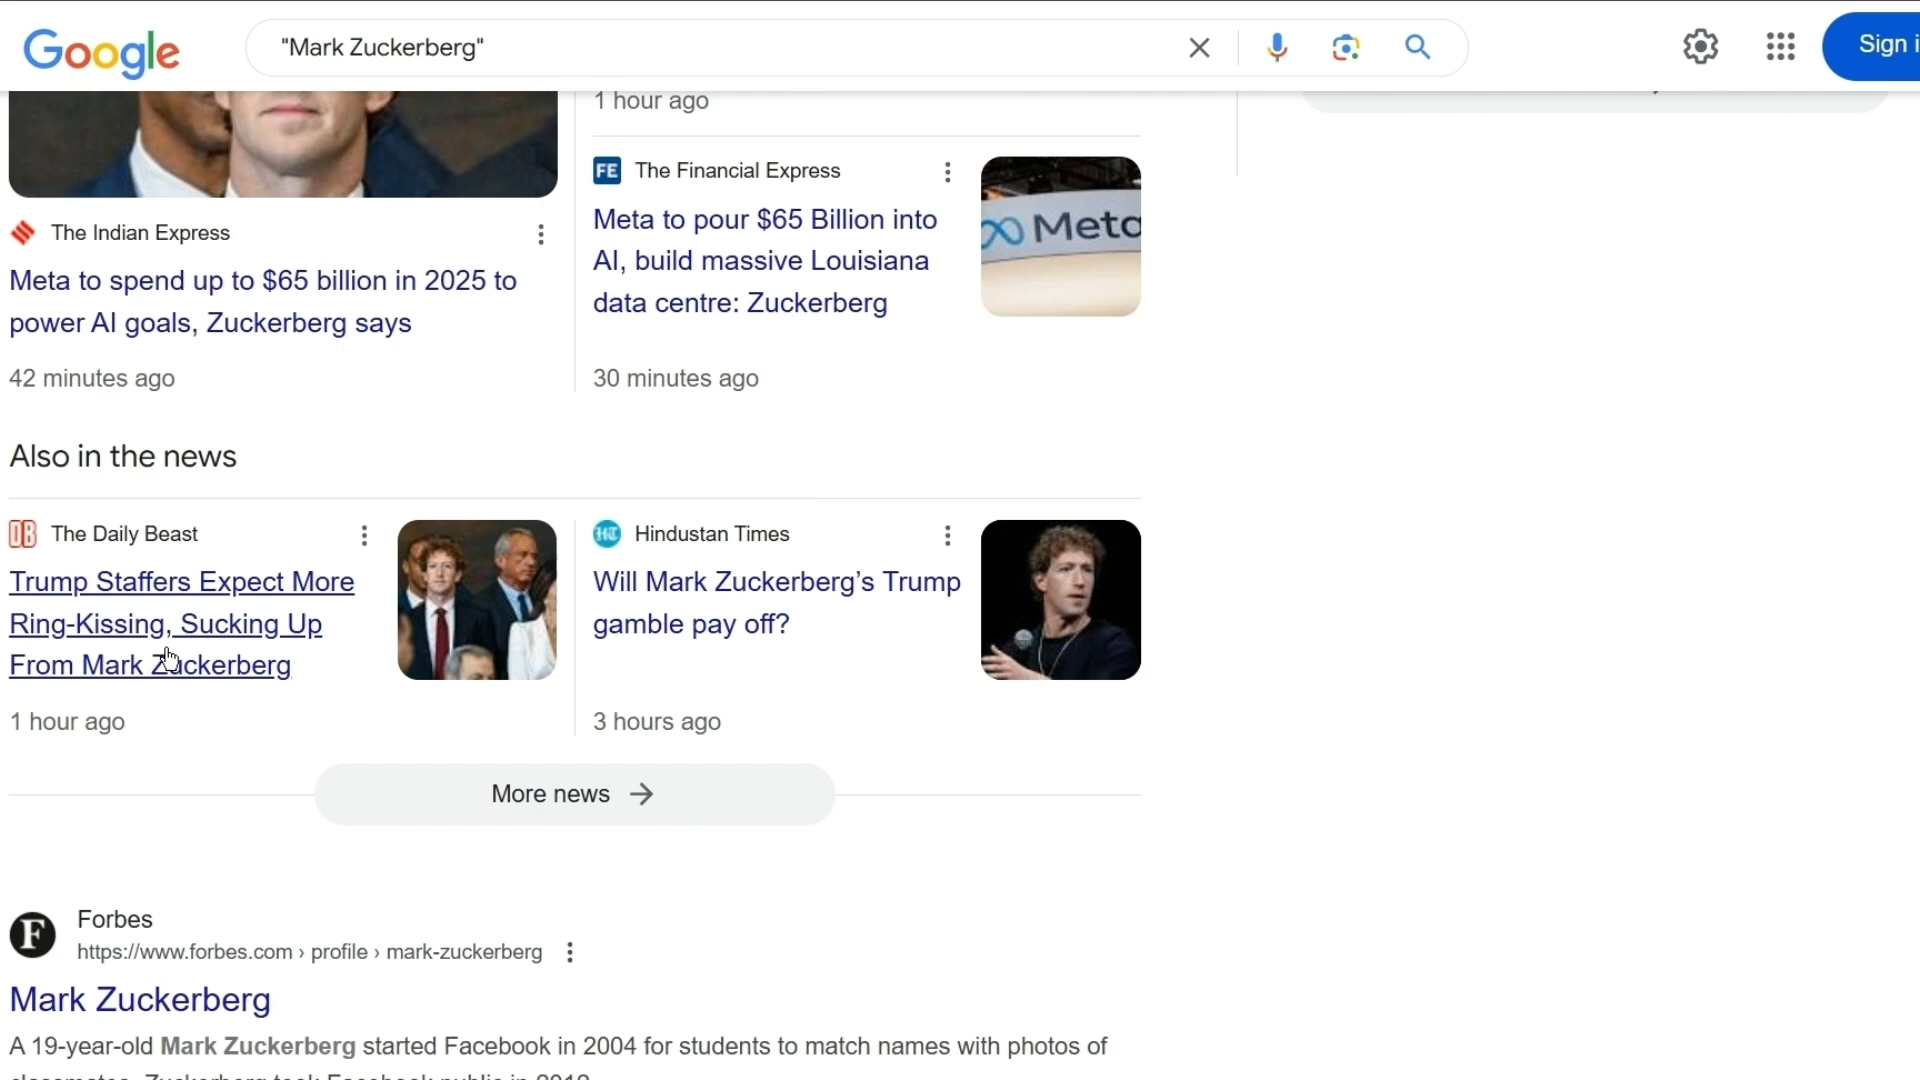 Google
"Mark Zuckerberg"
Sign i
1 hour ago
FE The Financial Express
Meta to pour $65 Billion into
AI, build massive Louisiana
data centre: Zuckerberg
30 minutes ago
Meta
The Indian Express
Meta to spend up to $65 billion in 2025 to
power AI goals, Zuckerberg says
42 minutes ago
Also in the news
DB The Daily Beast
Trump Staffers Expect More
Ring-Kissing, Sucking Up
From Mark Zuckerberg
1 hour ago
HT Hindustan Times
Will Mark Zuckerberg’s Trump
gamble pay off?
3 hours ago
More news
F
Forbes
https://www.forbes.com › profile › mark-zuckerberg
Mark Zuckerberg
A 19-year-old Mark Zuckerberg started Facebook in 2004 for students to match names with photos of